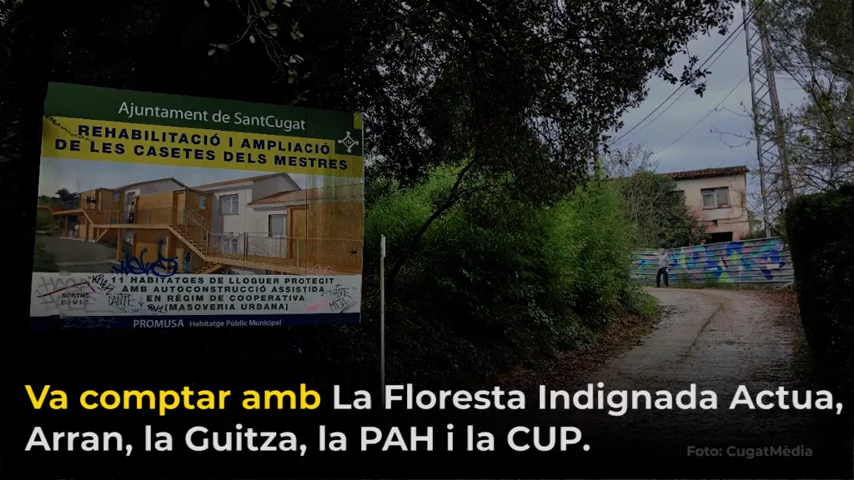 Ajuntament de SantCugat
REHABILITACIÓ I AMPLIACIÓ
DE LES CASETES DELS MESTRES
11 HABITATGES DE LLOGUER PROTEGIT
AMB AUTOCONSTRUCCIÓ ASSISTIDA
EN RÈGIM DE COOPERATIVA
(MASOVERIA URBANA)
PROMUSA Habitatge Públic Municipal
Va comptar amb La Floresta Indignada Actua,
Arran, la Guitza, la PAH i la CUP.
Foto: CugatMèdia